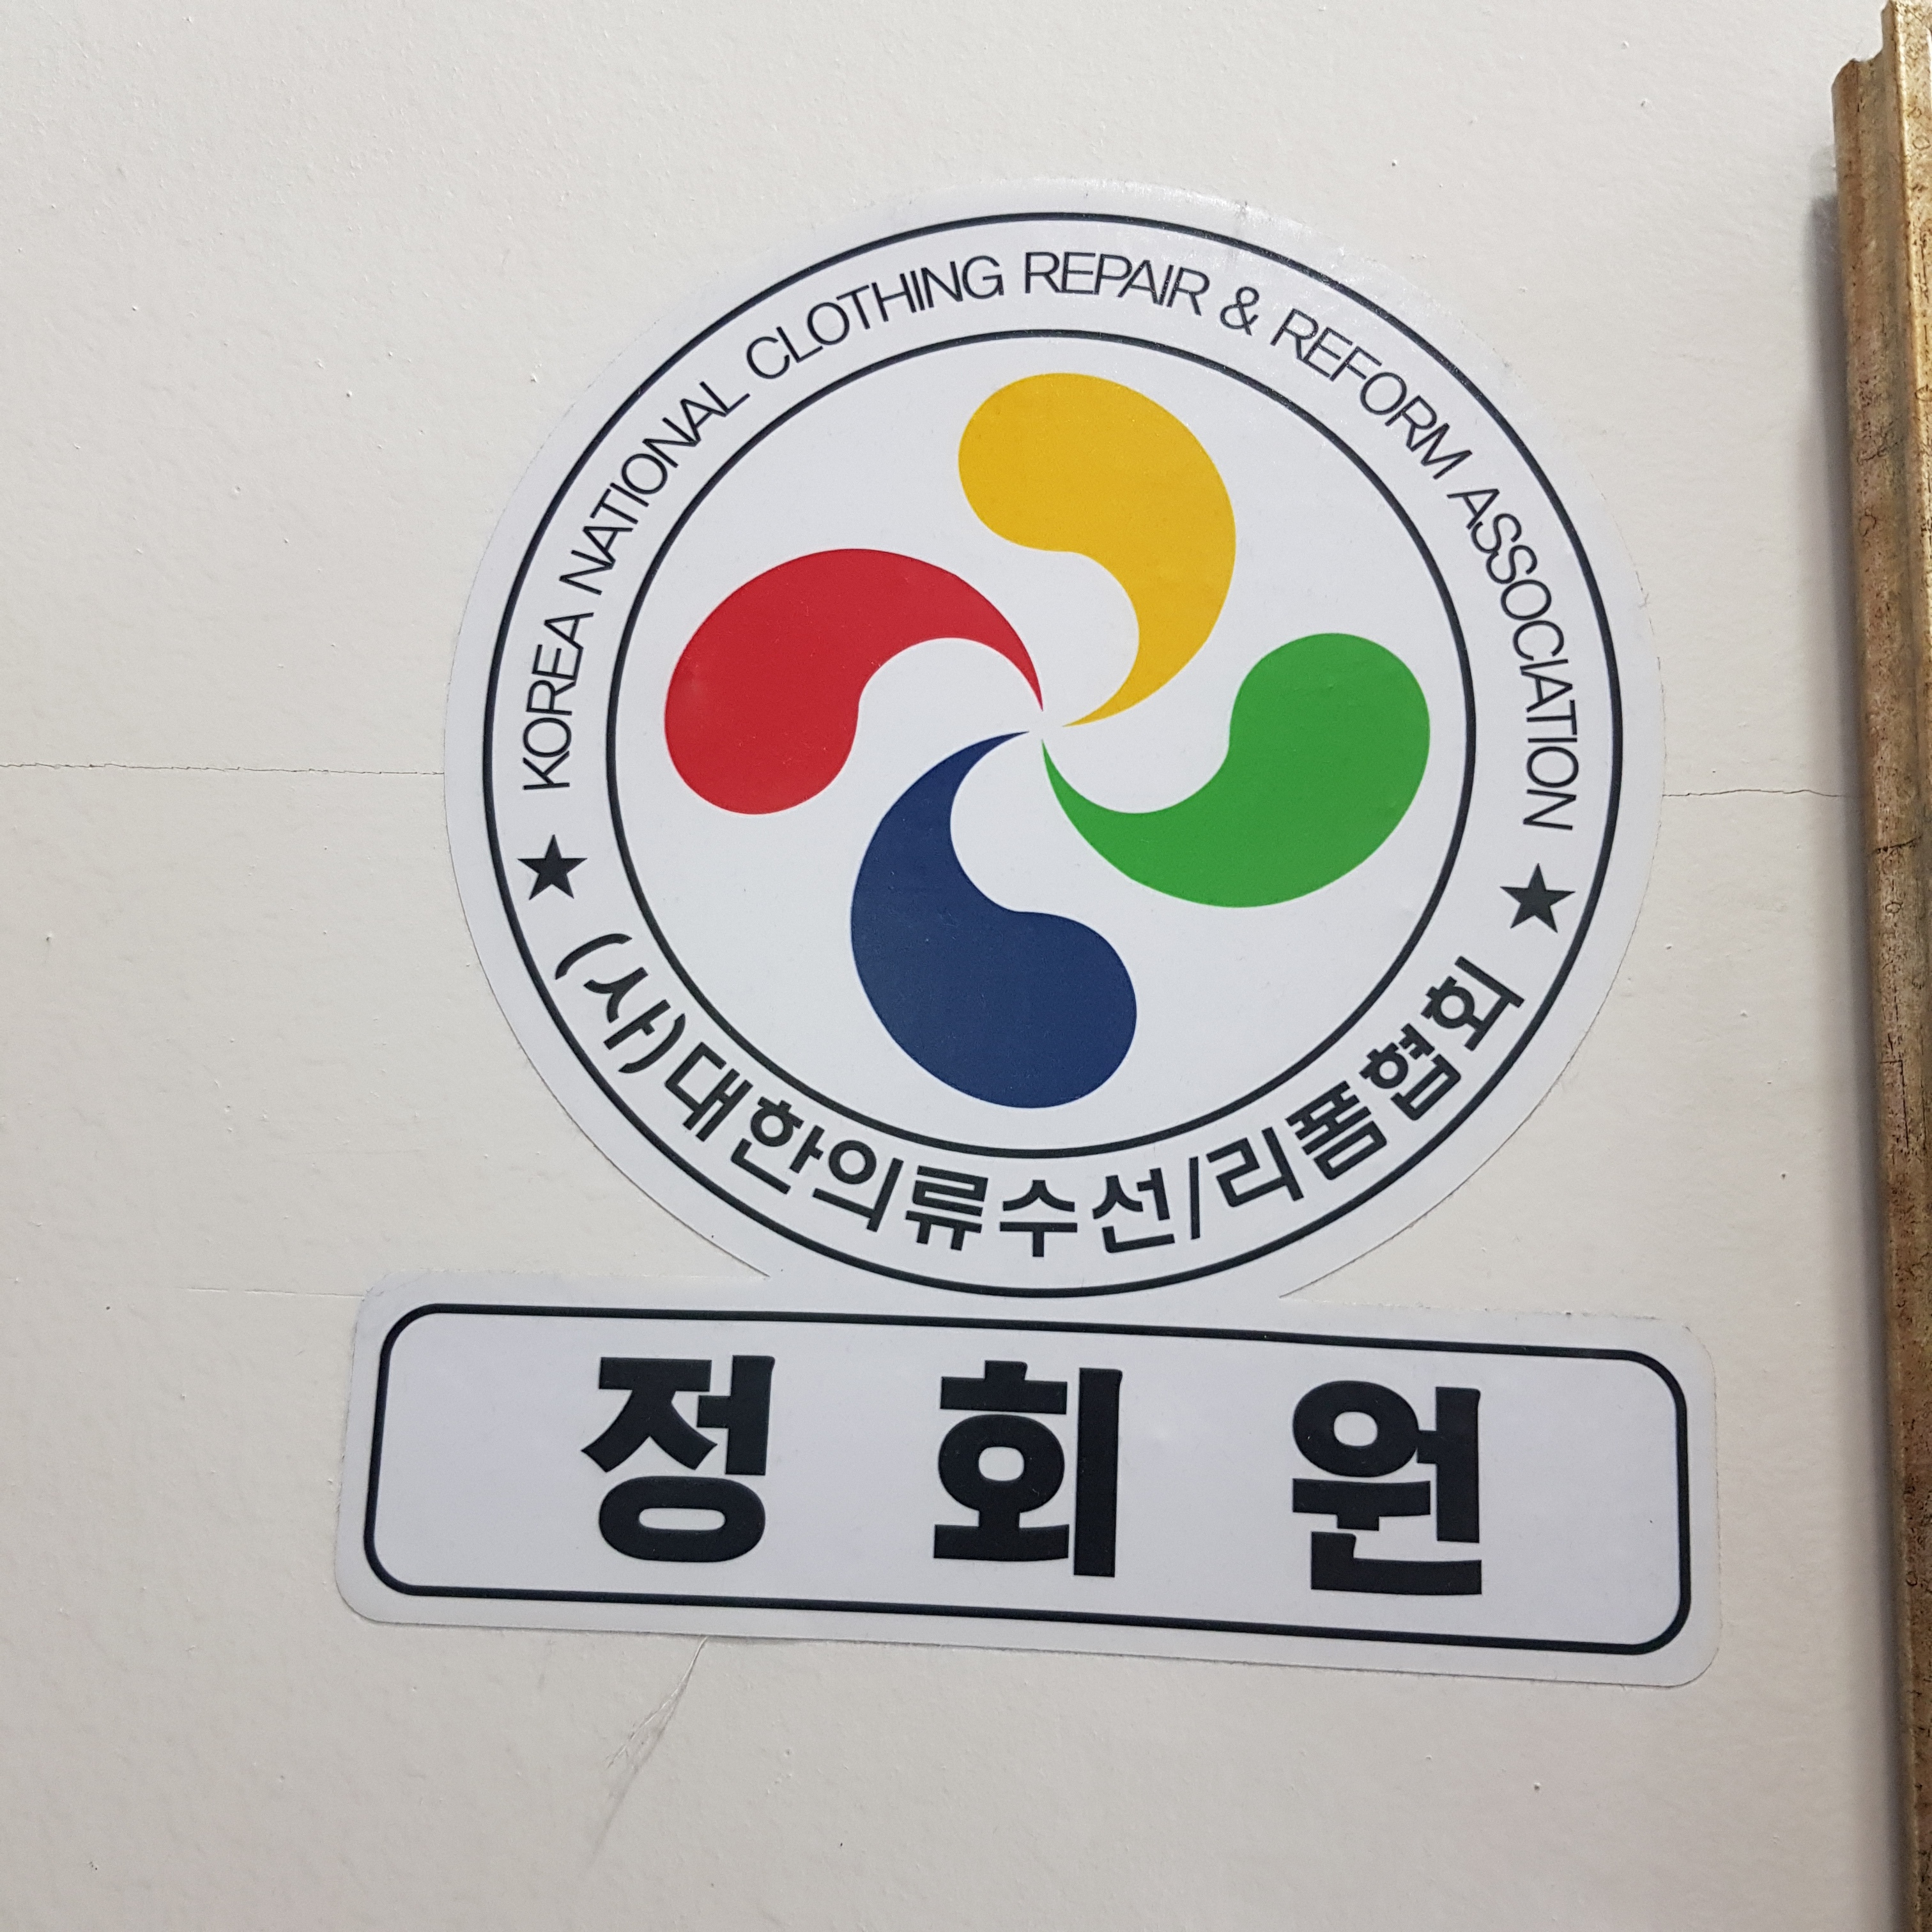 KOREA NATIONAL CLOTHING REPAIR & REFORM ASSOCIATION
★ (사)대한의류수선/리폼협회 ★
정회원